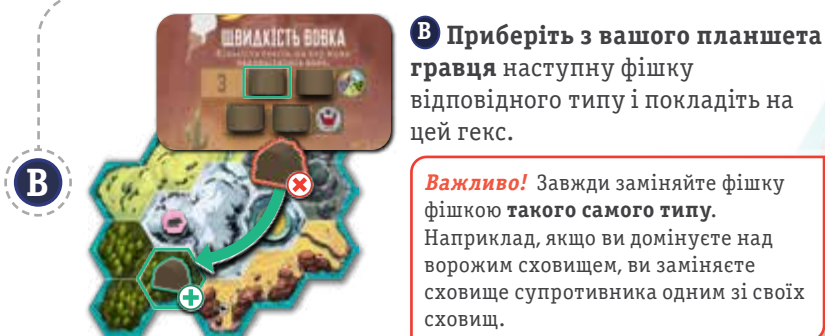 ШВИДКІСТЬ ВОВКА
3
В
В Приберіть з вашого планшета
гравця наступну фішку
відповідного типу і покладіть на
цей гекс.
Важливо! Завжди заміняйте фішку
фішкою такого самого типу.
Наприклад, якщо ви домінуєте над
ворожим сховищем, ви заміняєте
сховище супротивника одним зі своїх
сховищ.